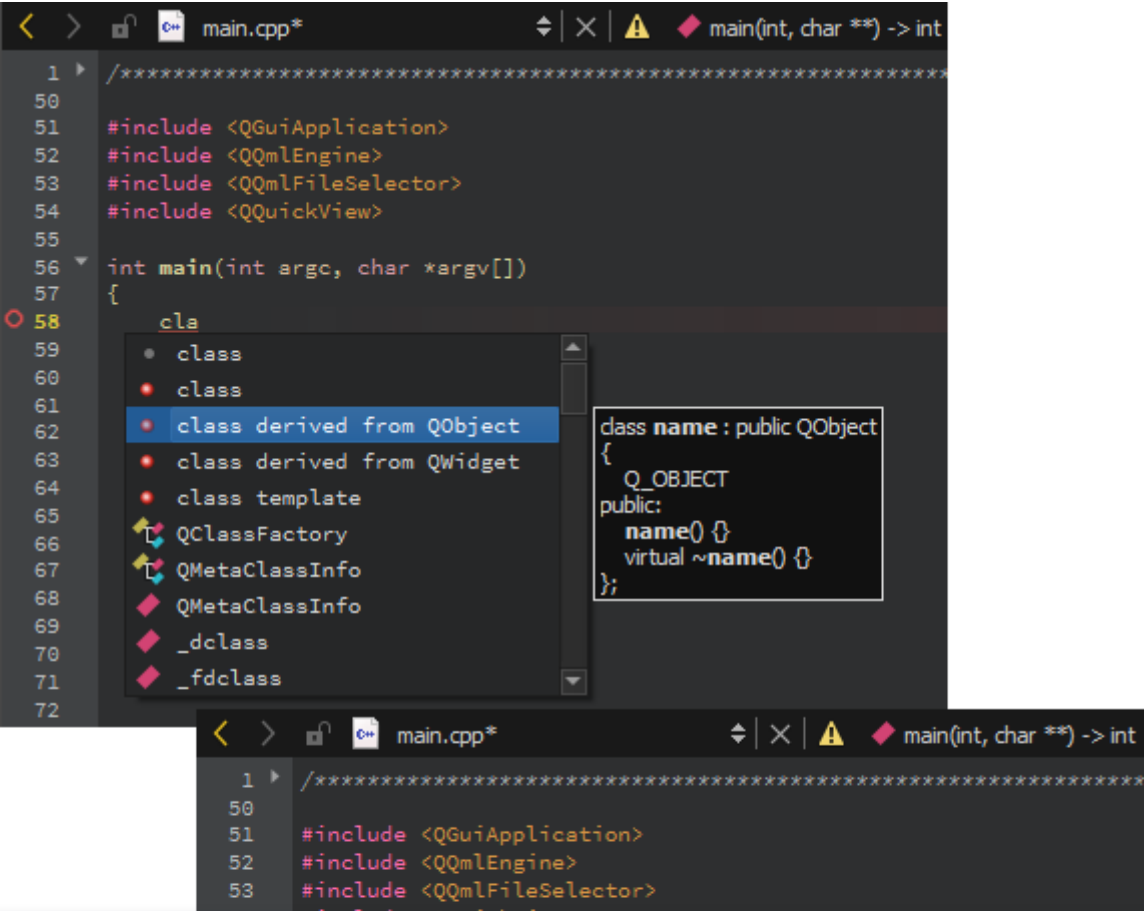 main.cpp* main(int, char **) -> int
1 /****************************************************************
50
51 #include <QGuiApplication>
52 #include <QQmlEngine>
53 #include <QQmlFileSelector>
54 #include <QQuickView>
55
56 int main(int argc, char *argv[])
57 {
58 cla
59 class
60 class
61
62 class derived from QObject
63 class derived from QWidget
64 class template
65
66 QClassFactory
67 QMetaClassInfo
68 QMetaClassInfo
69
70 _dclass
71 _fdclass
72
class name : public QObject
{
Q_OBJECT
public:
name() {}
virtual ~name() {}
};
main.cpp* main(int, char **) -> int
1 /****************************************************************
50
51 #include <QGuiApplication>
52 #include <QQmlEngine>
53 #include <QQmlFileSelector>